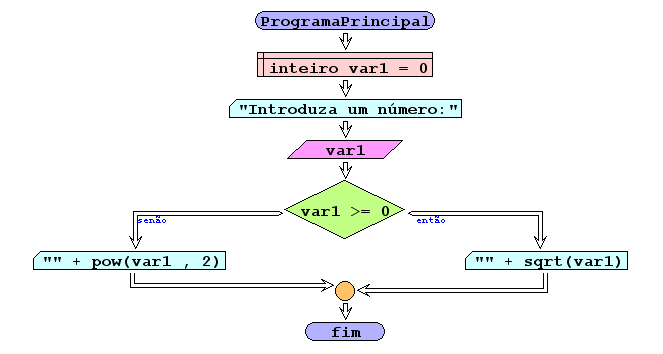 ProgramaPrincipal
inteiro var1 = 0
"Introduza um número:"
var1
var1 >= 0
senão
então
"" + pow(var1 , 2)
"" + sqrt(var1)
fim